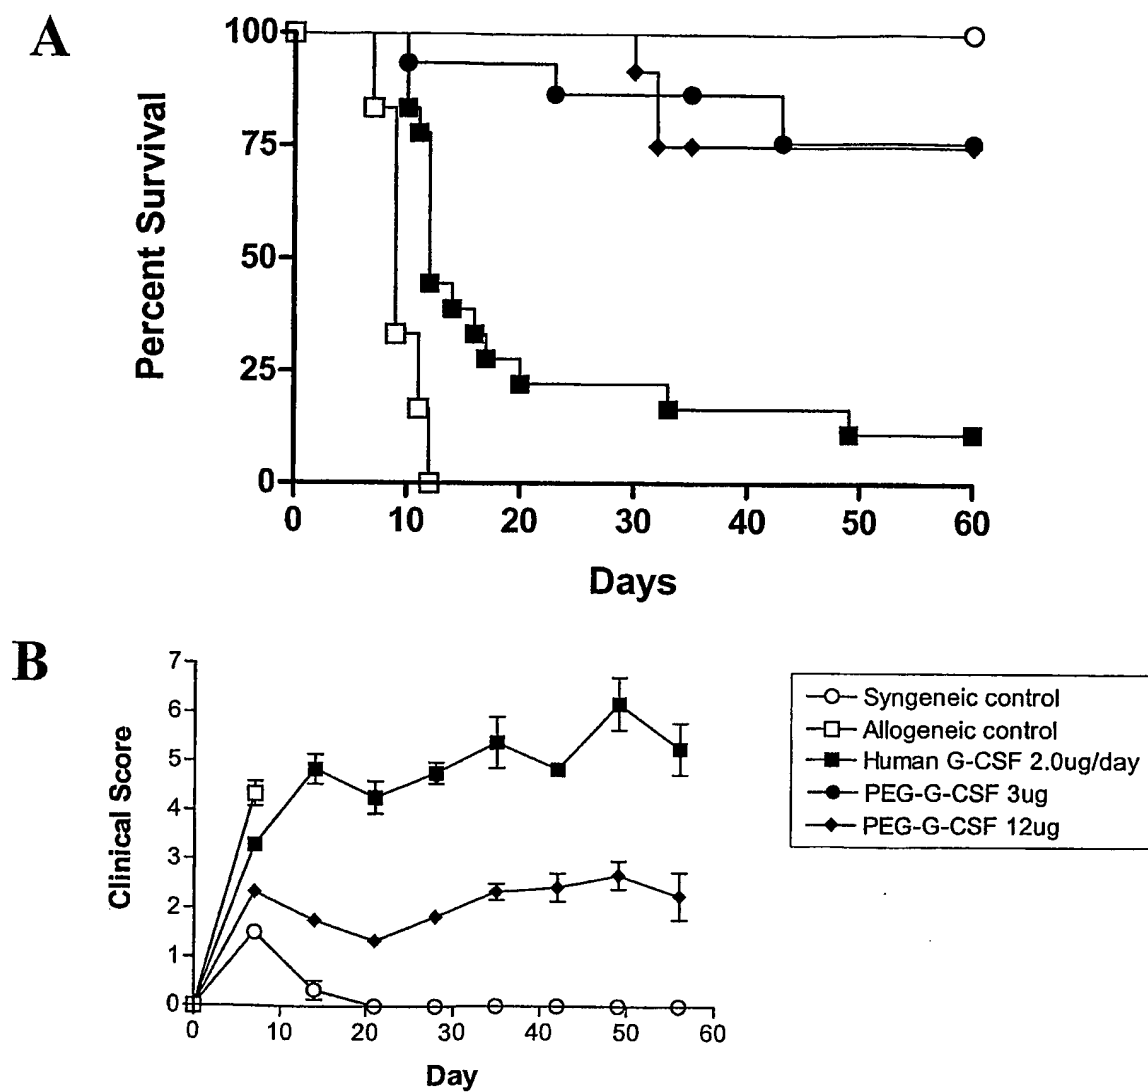 A
Percent Survival
100
75
50
25
0
0 10 20 30 40 50 60
Days
B
Clinical Score
7
6
5
4
3
2
1
0
0 10 20 30 40 50 60
Day
Syngeneic control
Allogeneic control
Human G-CSF 2.0ug/day
PEG-G-CSF 3ug
PEG-G-CSF 12ug